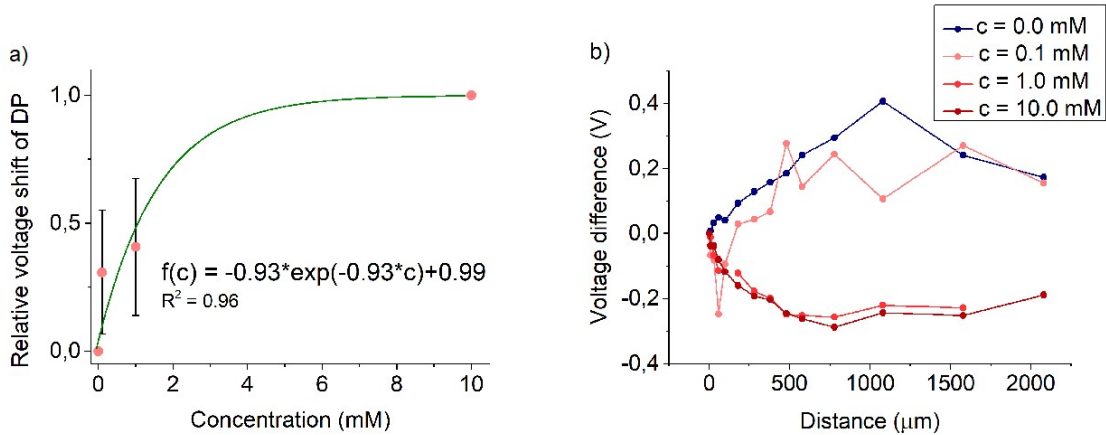 a)
Relative voltage shift of DP
1,0
0,5
0,0
f(c) = -0.93*exp(-0.93*c)+0.99
R² = 0.96
0 2 4 6 8 10
Concentration (mM)
b)
c = 0.0 mM
c = 0.1 mM
c = 1.0 mM
c = 10.0 mM
Voltage difference (V)
0,4
0,2
0,0
-0,2
-0,4
0 500 1000 1500 2000
Distance (μm)